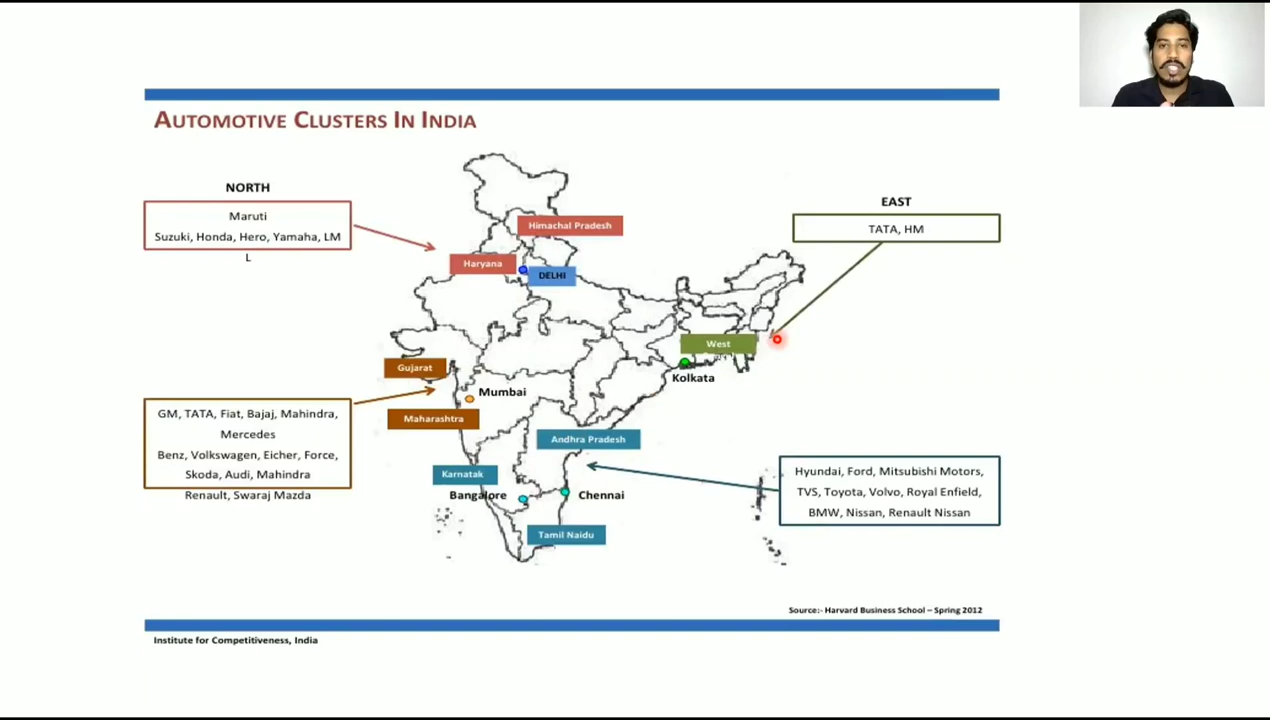 AUTOMOTIVE CLUSTERS IN INDIA
NORTH
Maruti
Suzuki, Honda, Hero, Yamaha, LM
L
EAST
TATA, HM
Himachal Pradesh
Haryana
DELHI
West
Kolkata
Gujarat
Mumbai
Maharashtra
GM, TATA, Fiat, Bajaj, Mahindra,
Mercedes
Benz, Volkswagen, Eicher, Force,
Skoda, Audi, Mahindra
Renault, Swaraj Mazda
Andhra Pradesh
Karnatak
Bangalore
Chennai
Tamil Naidu
Hyundai, Ford, Mitsubishi Motors,
TVS, Toyota, Volvo, Royal Enfield,
BMW, Nissan, Renault Nissan
Source:- Harvard Business School – Spring 2012
Institute for Competitiveness, India